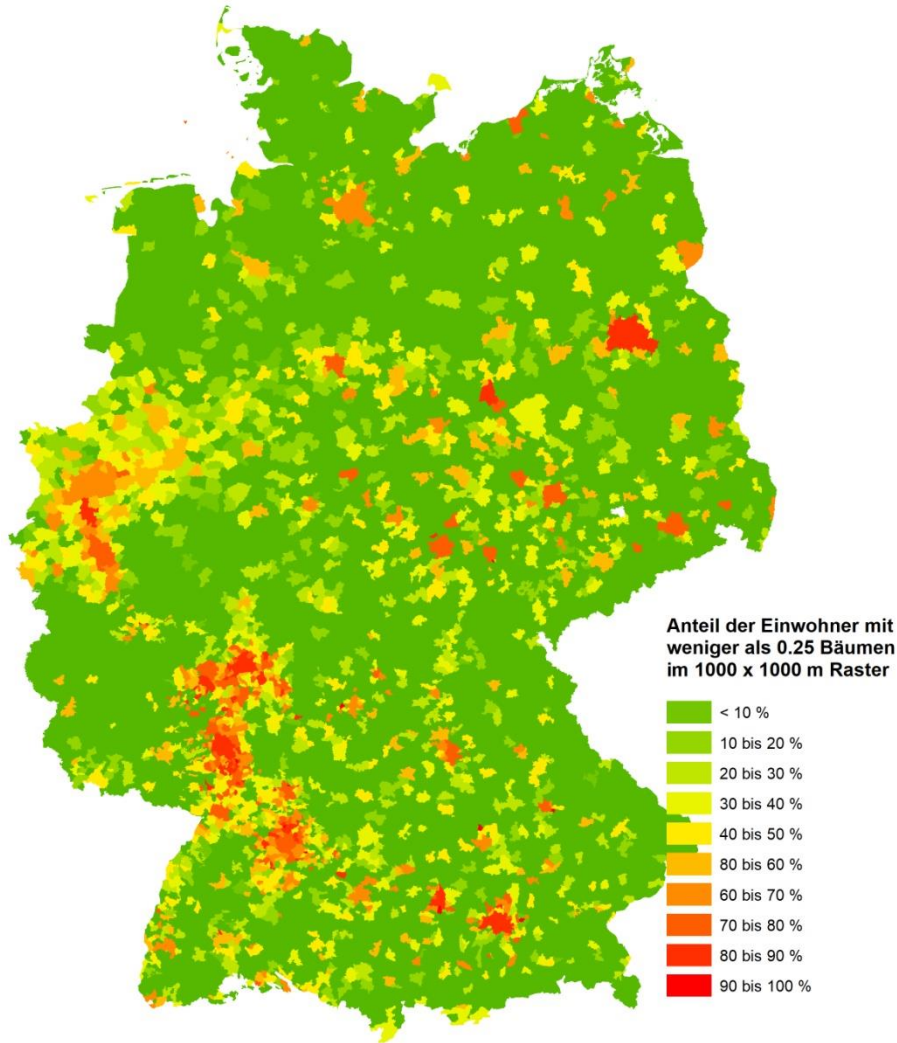 Anteil der Einwohner mit
weniger als 0.25 Bäumen
im 1000 x 1000 m Raster
< 10 %
10 bis 20 %
20 bis 30 %
30 bis 40 %
40 bis 50 %
80 bis 60 %
60 bis 70 %
70 bis 80 %
80 bis 90 %
90 bis 100 %